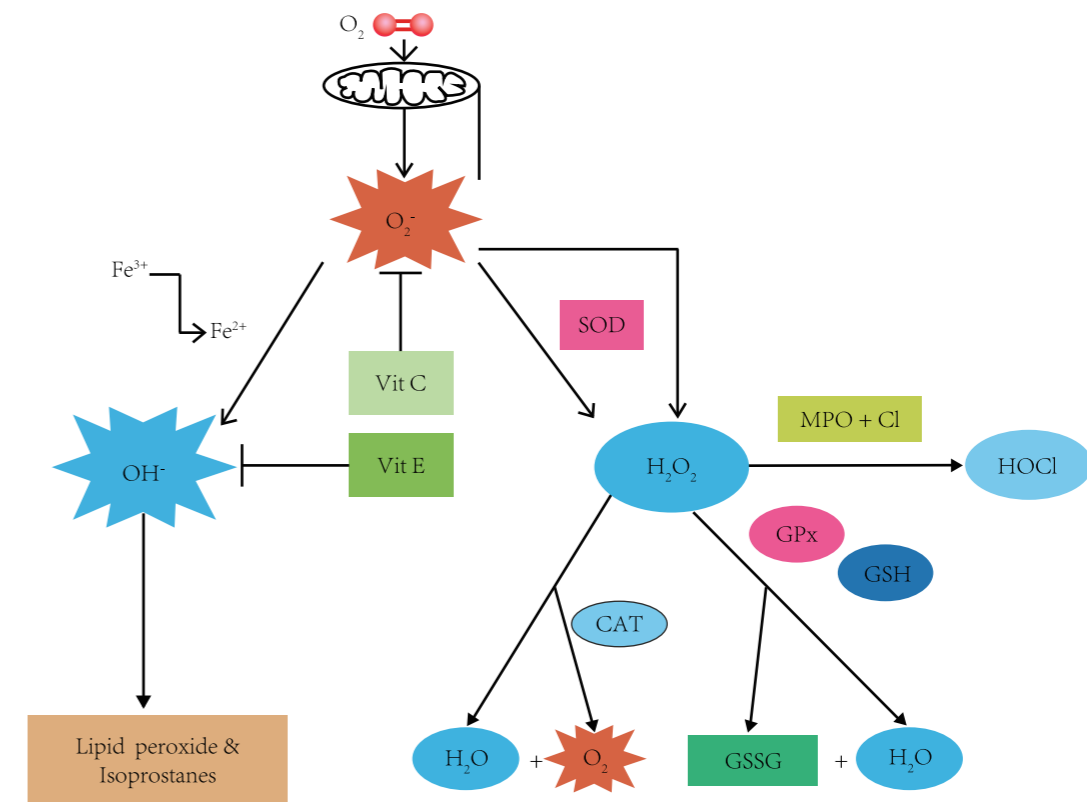 O₂
O₂⁻
Fe³⁺
Fe²⁺
SOD
Vit C
MPO + Cl
Vit E
OH⁻
H₂O₂
HOCl
GPx
GSH
CAT
Lipid peroxide &
Isoprostanes
H₂O + O₂
GSSG + H₂O